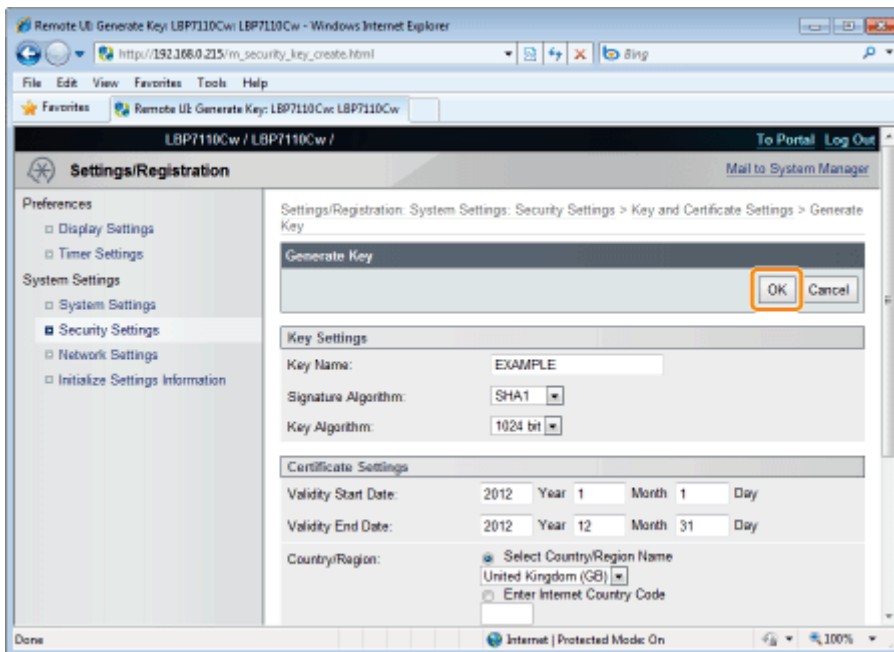 Remote UI: Generate Key: LBP7110Cw: LBP7110Cw - Windows Internet Explorer
http://192.168.0.215/m_security_key_create.html
Bing
File Edit View Favorites Tools Help
Favorites Remote UI: Generate Key: LBP7110Cw: LBP7110Cw
LBP7110Cw / LBP7110Cw /
To Portal Log Out
Settings/Registration
Mail to System Manager
Preferences
Display Settings
Timer Settings
System Settings
System Settings
Security Settings
Network Settings
Initialize Settings Information
Settings/Registration: System Settings: Security Settings > Key and Certificate Settings > Generate
Key
Generate Key
OK Cancel
Key Settings
Key Name: EXAMPLE
Signature Algorithm: SHA1
Key Algorithm: 1024 bit
Certificate Settings
Validity Start Date: 2012 Year 1 Month 1 Day
Validity End Date: 2012 Year 12 Month 31 Day
Country/Region: Select Country/Region Name
United Kingdom (GB)
Enter Internet Country Code
Done Internet | Protected Mode: On 100%